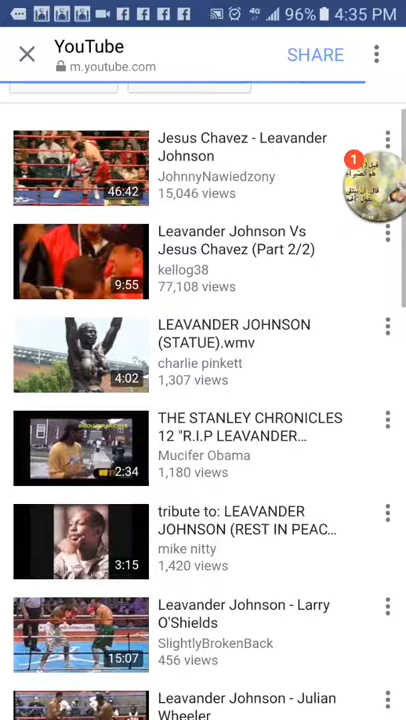 96% 4:35 PM
YouTube
SHARE
m.youtube.com
Jesus Chavez - Leavander
Johnson
JohnnyNawiedzony
15,046 views
46:42
1
Leavander Johnson Vs
Jesus Chavez (Part 2/2)
kellog38
77,108 views
9:55
LEAVANDER JOHNSON
(STATUE).wmv
charlie pinkett
1,307 views
4:02
THE STANLEY CHRONICLES
12 "R.I.P LEAVANDER...
Mucifer Obama
1,180 views
2:34
tribute to: LEAVANDER
JOHNSON (REST IN PEAC...
mike nitty
1,420 views
3:15
Leavander Johnson - Larry
O'Shields
SlightlyBrokenBack
456 views
15:07
Leavander Johnson - Julian
Wheeler